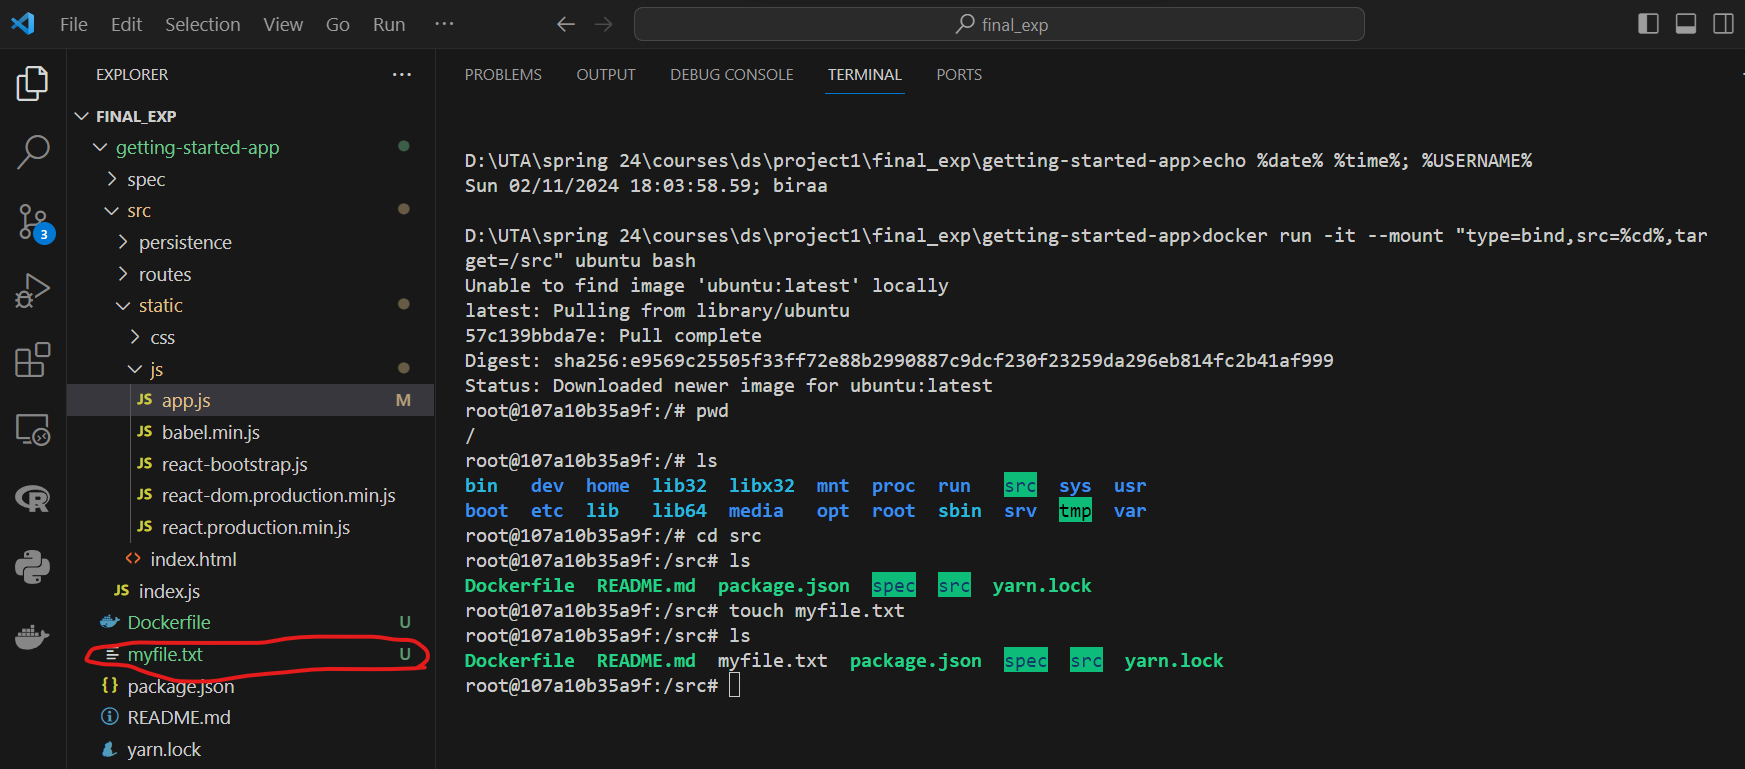 File Edit Selection View Go Run ···
final_exp
EXPLORER ···
FINAL_EXP
getting-started-app
spec
src
persistence
routes
static
css
js
JS app.js M
JS babel.min.js
JS react-bootstrap.js
JS react-dom.production.min.js
JS react.production.min.js
<> index.html
JS index.js
Dockerfile U
myfile.txt U
{} package.json
README.md
yarn.lock
3
R
PROBLEMS OUTPUT DEBUG CONSOLE TERMINAL PORTS
D:\UTA\spring 24\courses\ds\project1\final_exp\getting-started-app>echo %date% %time%; %USERNAME%
Sun 02/11/2024 18:03:58.59; biraa
D:\UTA\spring 24\courses\ds\project1\final_exp\getting-started-app>docker run -it --mount "type=bind,src=%cd%,tar
get=/src" ubuntu bash
Unable to find image 'ubuntu:latest' locally
latest: Pulling from library/ubuntu
57c139bbda7e: Pull complete
Digest: sha256:e9569c25505f33ff72e88b2990887c9dcf230f23259da296eb814fc2b41af999
Status: Downloaded newer image for ubuntu:latest
root@107a10b35a9f:/# pwd
/
root@107a10b35a9f:/# ls
bin dev home lib32 libx32 mnt proc run src sys usr
boot etc lib lib64 media opt root sbin srv tmp var
root@107a10b35a9f:/# cd src
root@107a10b35a9f:/src# ls
Dockerfile README.md package.json spec src yarn.lock
root@107a10b35a9f:/src# touch myfile.txt
root@107a10b35a9f:/src# ls
Dockerfile README.md myfile.txt package.json spec src yarn.lock
root@107a10b35a9f:/src#